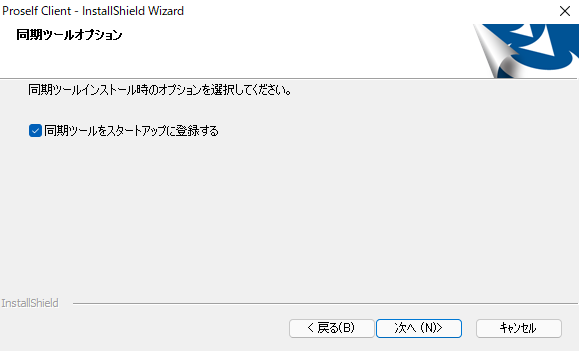 Proself Client - InstallShield Wizard
同期ツールオプション
同期ツールインストール時のオプションを選択してください。
同期ツールをスタートアップに登録する
InstallShield
< 戻る(B)
次へ (N)>
キャンセル